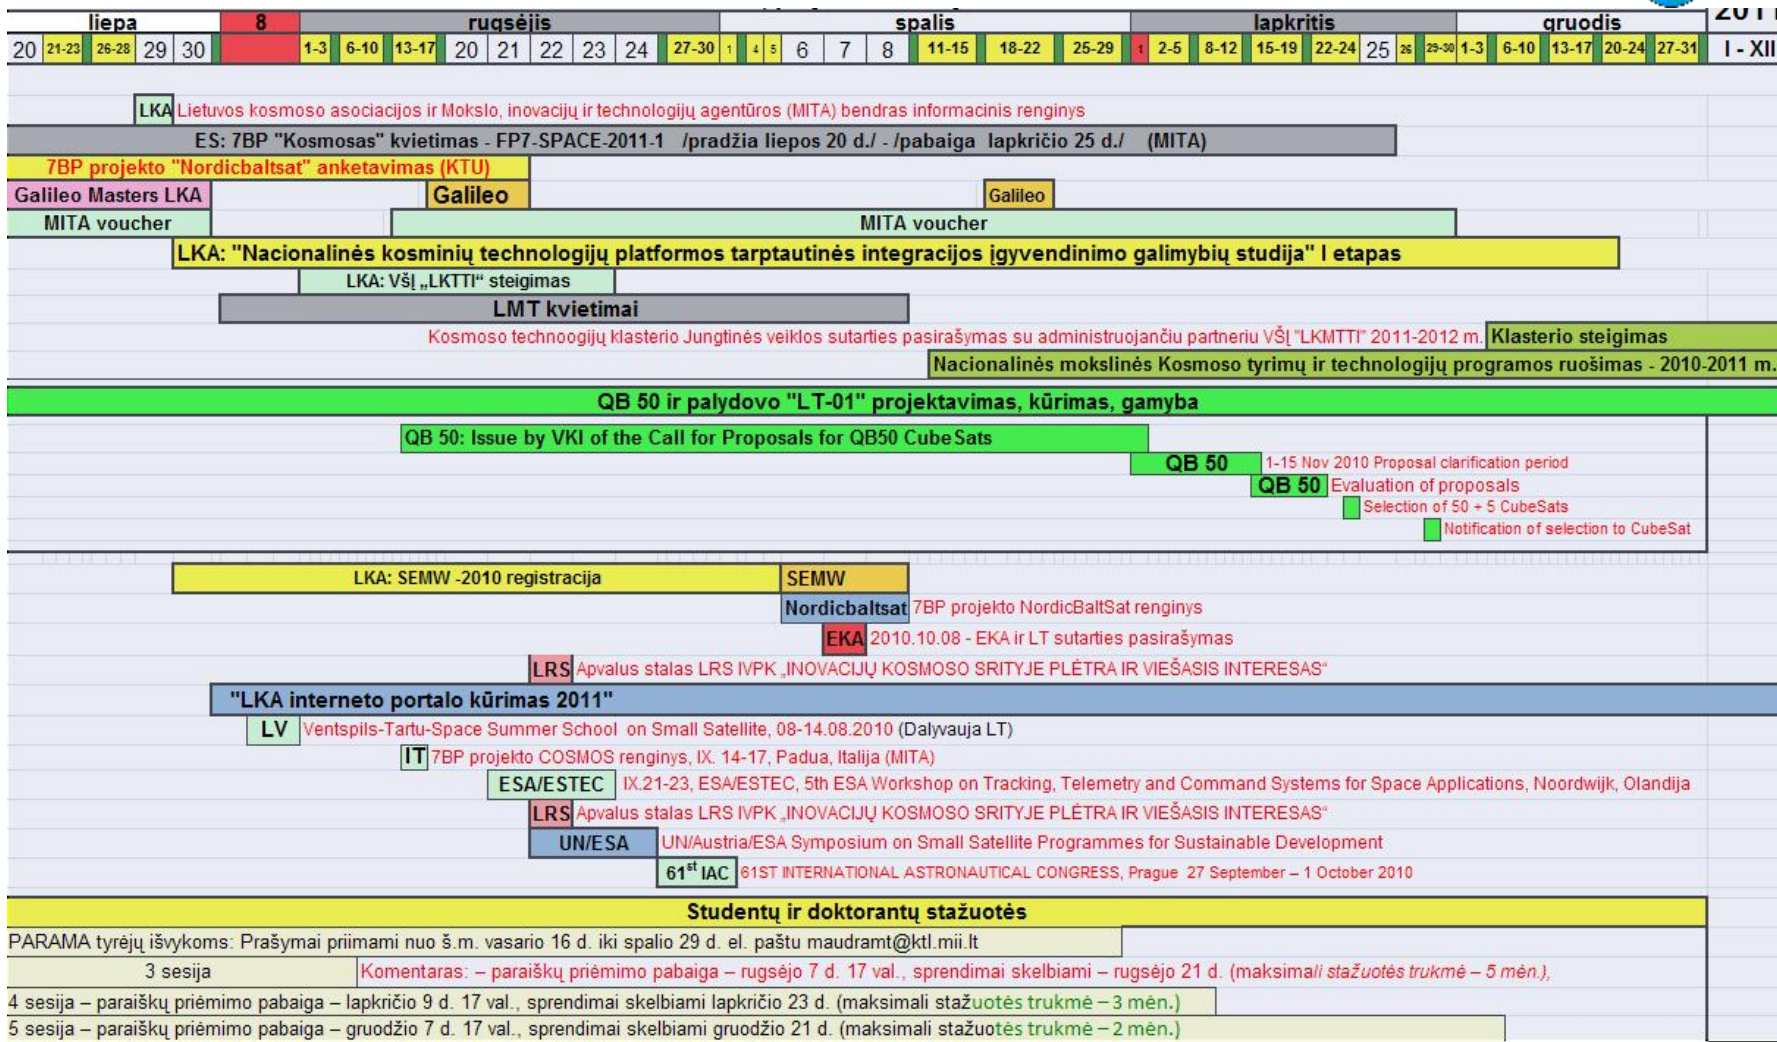 liepa 8 rugsėjis spalis lapkritis gruodis 2011
20 21-23 26-28 29 30 1-3 6-10 13-17 20 21 22 23 24 27-30 1 4 5 6 7 8 11-15 18-22 25-29 1 2-5 8-12 15-19 22-24 25 26 29-30 1-3 6-10 13-17 20-24 27-31 I - XII
LKA Lietuvos kosmoso asociacijos ir Mokslo, inovacijų ir technologijų agentūros (MITA) bendras informacinis renginys
ES: 7BP "Kosmosas" kvietimas - FP7-SPACE-2011-1 /pradžia liepos 20 d./ - /pabaiga lapkričio 25 d./ (MITA)
7BP projekto "Nordicbaltsat" anketavimas (KTU)
Galileo Masters LKA Galileo Galileo
MITA voucher MITA voucher
LKA: "Nacionalinės kosminių technologijų platformos tarptautinės integracijos įgyvendinimo galimybių studija" I etapas
LKA: VšĮ „LKTTI“ steigimas
LMT kvietimai
Kosmoso technoogijų klasterio Jungtinės veiklos sutarties pasirašymas su administruojančiu partneriu VŠĮ "LKMTTI" 2011-2012 m. Klasterio steigimas
Nacionalinės mokslinės Kosmoso tyrimų ir technologijų programos ruošimas - 2010-2011 m.
QB 50 ir palydovo "LT-01" projektavimas, kūrimas, gamyba
QB 50: Issue by VKI of the Call for Proposals for QB50 CubeSats
QB 50 1-15 Nov 2010 Proposal clarification period
QB 50 Evaluation of proposals
Selection of 50 + 5 CubeSats
Notification of selection to CubeSat
LKA: SEMW -2010 registracija SEMW
Nordicbaltsat 7BP projekto NordicBaltSat renginys
EKA 2010.10.08 - EKA ir LT sutarties pasirašymas
LRS Apvalus stalas LRS IVPK „INOVACIJŲ KOSMOSO SRITYJE PLĖTRA IR VIEŠASIS INTERESAS“
"LKA interneto portalo kūrimas 2011"
LV Ventspils-Tartu-Space Summer School on Small Satellite, 08-14.08.2010 (Dalyvauja LT)
IT 7BP projekto COSMOS renginys, IX. 14-17, Padua, Italija (MITA)
ESA/ESTEC IX.21-23, ESA/ESTEC, 5th ESA Workshop on Tracking, Telemetry and Command Systems for Space Applications, Noordwijk, Olandija
LRS Apvalus stalas LRS IVPK „INOVACIJŲ KOSMOSO SRITYJE PLĖTRA IR VIEŠASIS INTERESAS“
UN/ESA UN/Austria/ESA Symposium on Small Satellite Programmes for Sustainable Development
61st IAC 61ST INTERNATIONAL ASTRONAUTICAL CONGRESS, Prague 27 September – 1 October 2010
Studentų ir doktorantų stažuotės
PARAMA tyrėjų išvykoms: Prašymai priimami nuo š.m. vasario 16 d. iki spalio 29 d. el. paštu maudramt@ktl.mii.lt
3 sesija Komentaras: – paraiškų priėmimo pabaiga – rugsėjo 7 d. 17 val., sprendimai skelbiami – rugsėjo 21 d. (maksimali stažuotės trukmė – 5 mėn.),
4 sesija – paraiškų priėmimo pabaiga – lapkričio 9 d. 17 val., sprendimai skelbiami lapkričio 23 d. (maksimali stažuotės trukmė – 3 mėn.)
5 sesija – paraiškų priėmimo pabaiga – gruodžio 7 d. 17 val., sprendimai skelbiami gruodžio 21 d. (maksimali stažuotės trukmė – 2 mėn.)